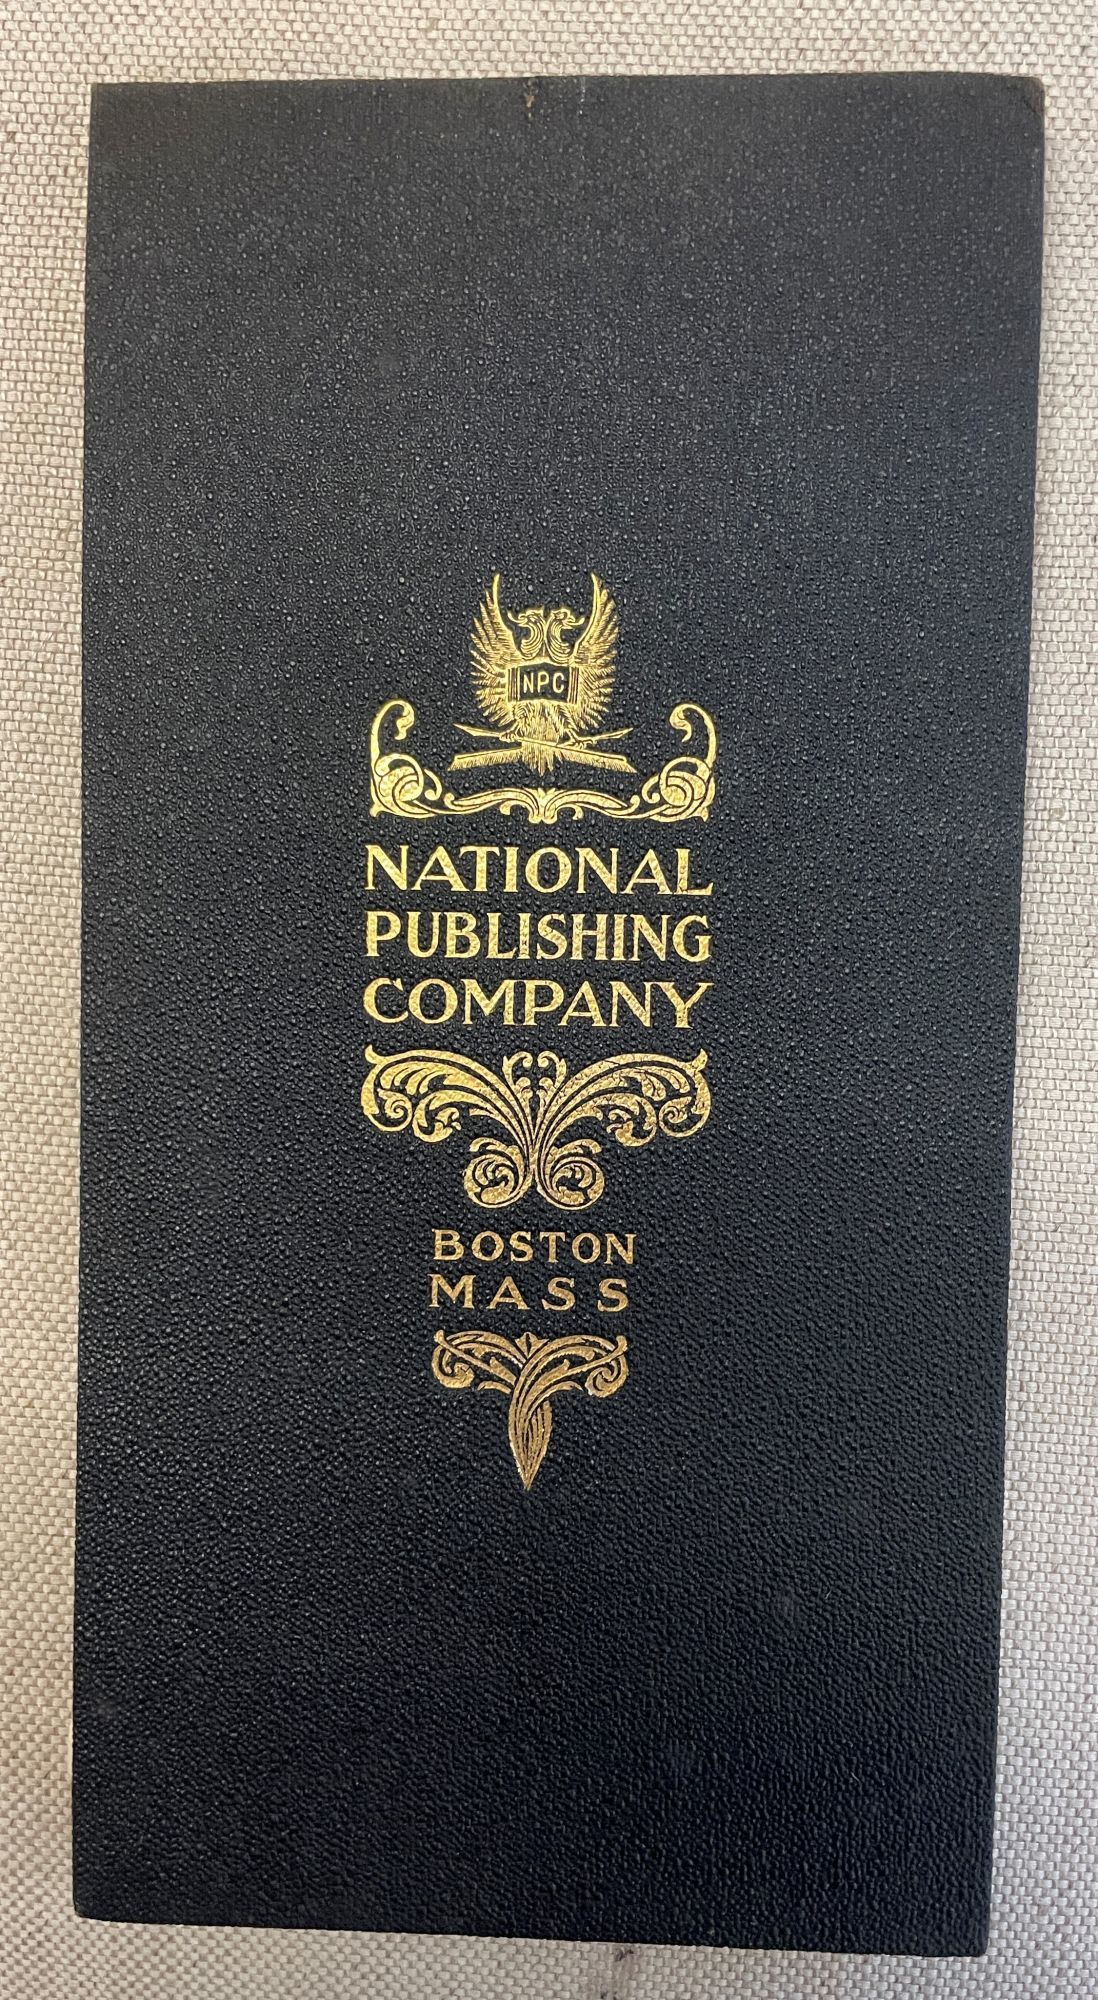 NPC
NATIONAL
PUBLISHING
COMPANY
BOSTON
MASS